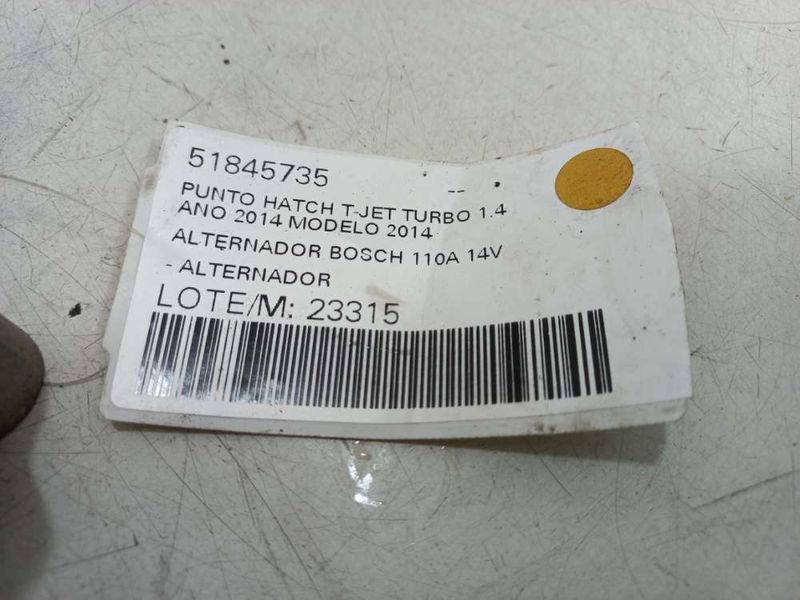 51845735
PUNTO HATCH T-JET TURBO 1.4
ANO 2014 MODELO 2014
ALTERNADOR BOSCH 110A 14V
- ALTERNADOR
LOTE/M: 23315